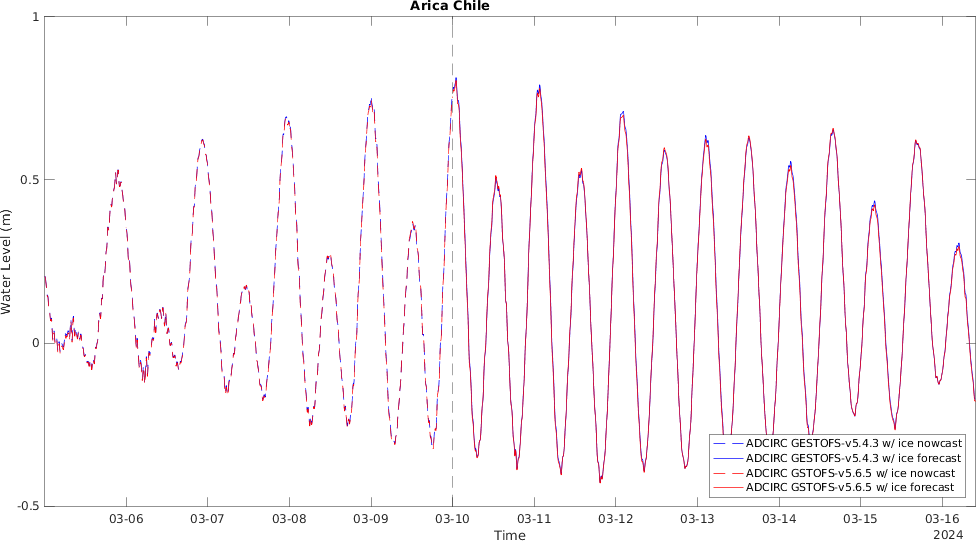 Arica Chile
1
0.5
0
-0.5
Water Level (m)
ADCIRC GESTOFS-v5.4.3 w/ ice nowcast
ADCIRC GESTOFS-v5.4.3 w/ ice forecast
ADCIRC GSTOFS-v5.6.5 w/ ice nowcast
ADCIRC GSTOFS-v5.6.5 w/ ice forecast
03-06 03-07 03-08 03-09 03-10 03-11 03-12 03-13 03-14 03-15 03-16
Time
2024